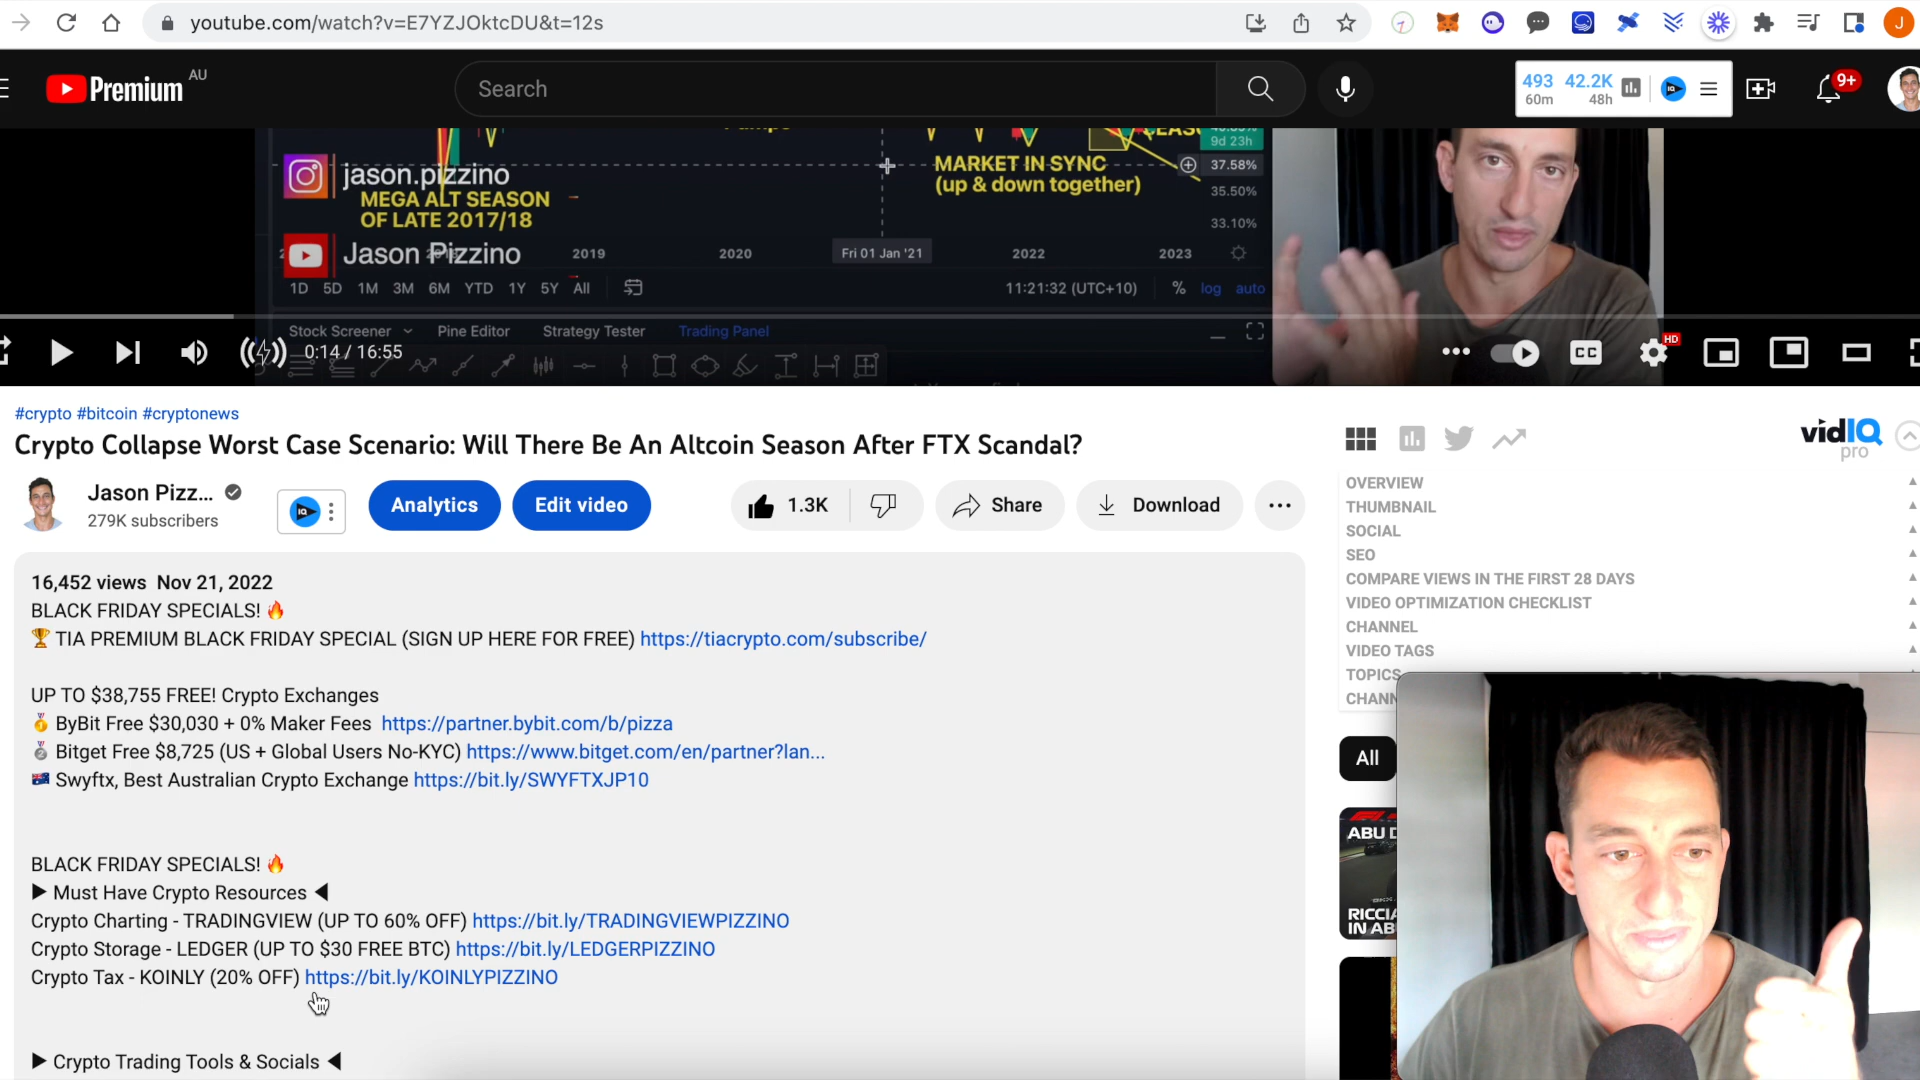 youtube.com/watch?v=E7YZJOktcDU&t=12s
J
Premium AU
Search
493 42.2K
60m 48h
9+
jason.pizzino
MEGA ALT SEASON
OF LATE 2017/18
Jason Pizzino
MARKET IN SYNC
(up & down together)
9d 23h
37.58%
35.50%
33.10%
2019 2020 Fri 01 Jan '21 2022 2023
1D 5D 1M 3M 6M YTD 1Y 5Y All 11:21:32 (UTC+10) % log auto
Stock Screener Pine Editor Strategy Tester Trading Panel
0:14 / 16:55
CC HD
#crypto #bitcoin #cryptonews
Crypto Collapse Worst Case Scenario: Will There Be An Altcoin Season After FTX Scandal?
Jason Pizz...
279K subscribers
IQ
Analytics Edit video 1.3K Share Download ...
16,452 views Nov 21, 2022
BLACK FRIDAY SPECIALS! 🔥
🏆 TIA PREMIUM BLACK FRIDAY SPECIAL (SIGN UP HERE FOR FREE) https://tiacrypto.com/subscribe/
UP TO $38,755 FREE! Crypto Exchanges
🥇 ByBit Free $30,030 + 0% Maker Fees https://partner.bybit.com/b/pizza
🥈 Bitget Free $8,725 (US + Global Users No-KYC) https://www.bitget.com/en/partner?lan...
🇦🇺 Swyftx, Best Australian Crypto Exchange https://bit.ly/SWYFTXJP10
BLACK FRIDAY SPECIALS! 🔥
▶ Must Have Crypto Resources ◀
Crypto Charting - TRADINGVIEW (UP TO 60% OFF) https://bit.ly/TRADINGVIEWPIZZINO
Crypto Storage - LEDGER (UP TO $30 FREE BTC) https://bit.ly/LEDGERPIZZINO
Crypto Tax - KOINLY (20% OFF) https://bit.ly/KOINLYPIZZINO
▶ Crypto Trading Tools & Socials ◀
vidIQ
pro
OVERVIEW
THUMBNAIL
SOCIAL
SEO
COMPARE VIEWS IN THE FIRST 28 DAYS
VIDEO OPTIMIZATION CHECKLIST
CHANNEL
VIDEO TAGS
TOPICS
CHANN
All
ABU D
RICCIA
IN AB